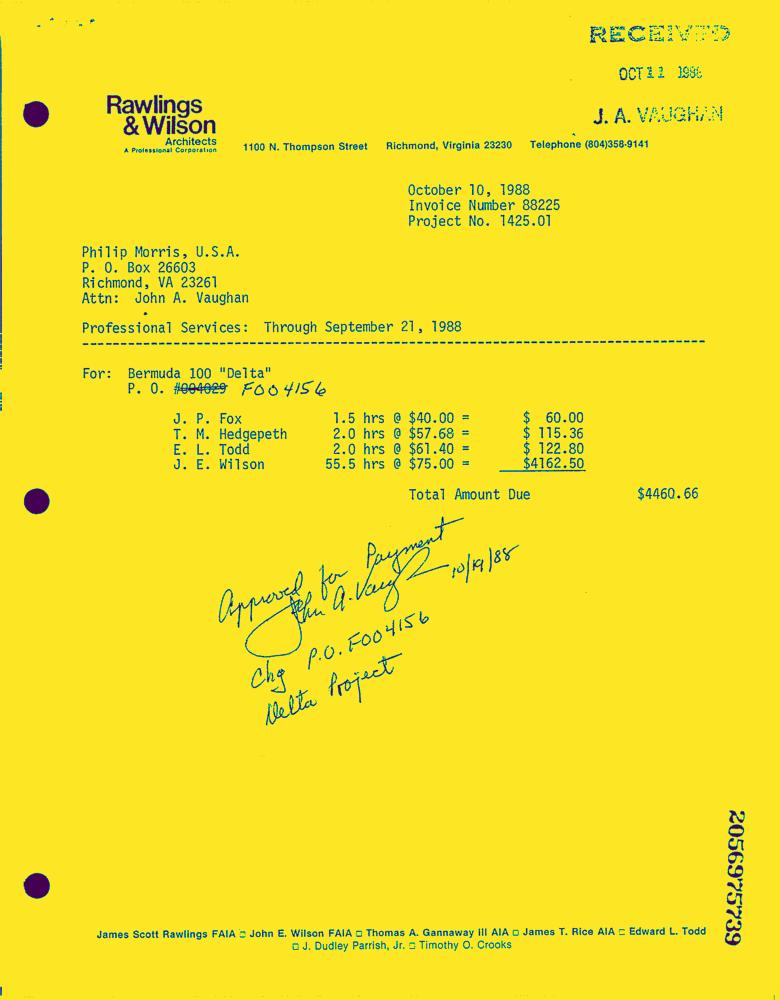 RECEIVED
OCT 11 1988
J. A. VAUGHAN
Rawlings
& Wilson
Architects
A Professional Corporation
1100 N. Thompson Street Richmond, Virginia 23230 Telephone (804)358-9141
October 10, 1988
Invoice Number 88225
Project No. 1425.01
Philip Morris, U.S.A.
P. O. Box 26603
Richmond, VA 23261
Attn: John A. Vaughan
Professional Services: Through September 21, 1988
For: Bermuda 100 "Delta"
P. O. #004029 F004156
J. P. Fox 1.5 hrs @ $40.00 = $ 60.00
T. M. Hedgepeth 2.0 hrs @ $57.68 = $ 115.36
E. L. Todd 2.0 hrs @ $61.40 = $ 122.80
J. E. Wilson 55.5 hrs @ $75.00 = $4162.50
Total Amount Due $4460.66
Approved for Payment
John A. Vaughan 10/19/88
Chg P.O. F004156
Delta Project
2056975739
James Scott Rawlings FAIA □ John E. Wilson FAIA □ Thomas A. Gannaway III AIA □ James T. Rice AIA □ Edward L. Todd
□ J. Dudley Parrish, Jr. □ Timothy O. Crooks